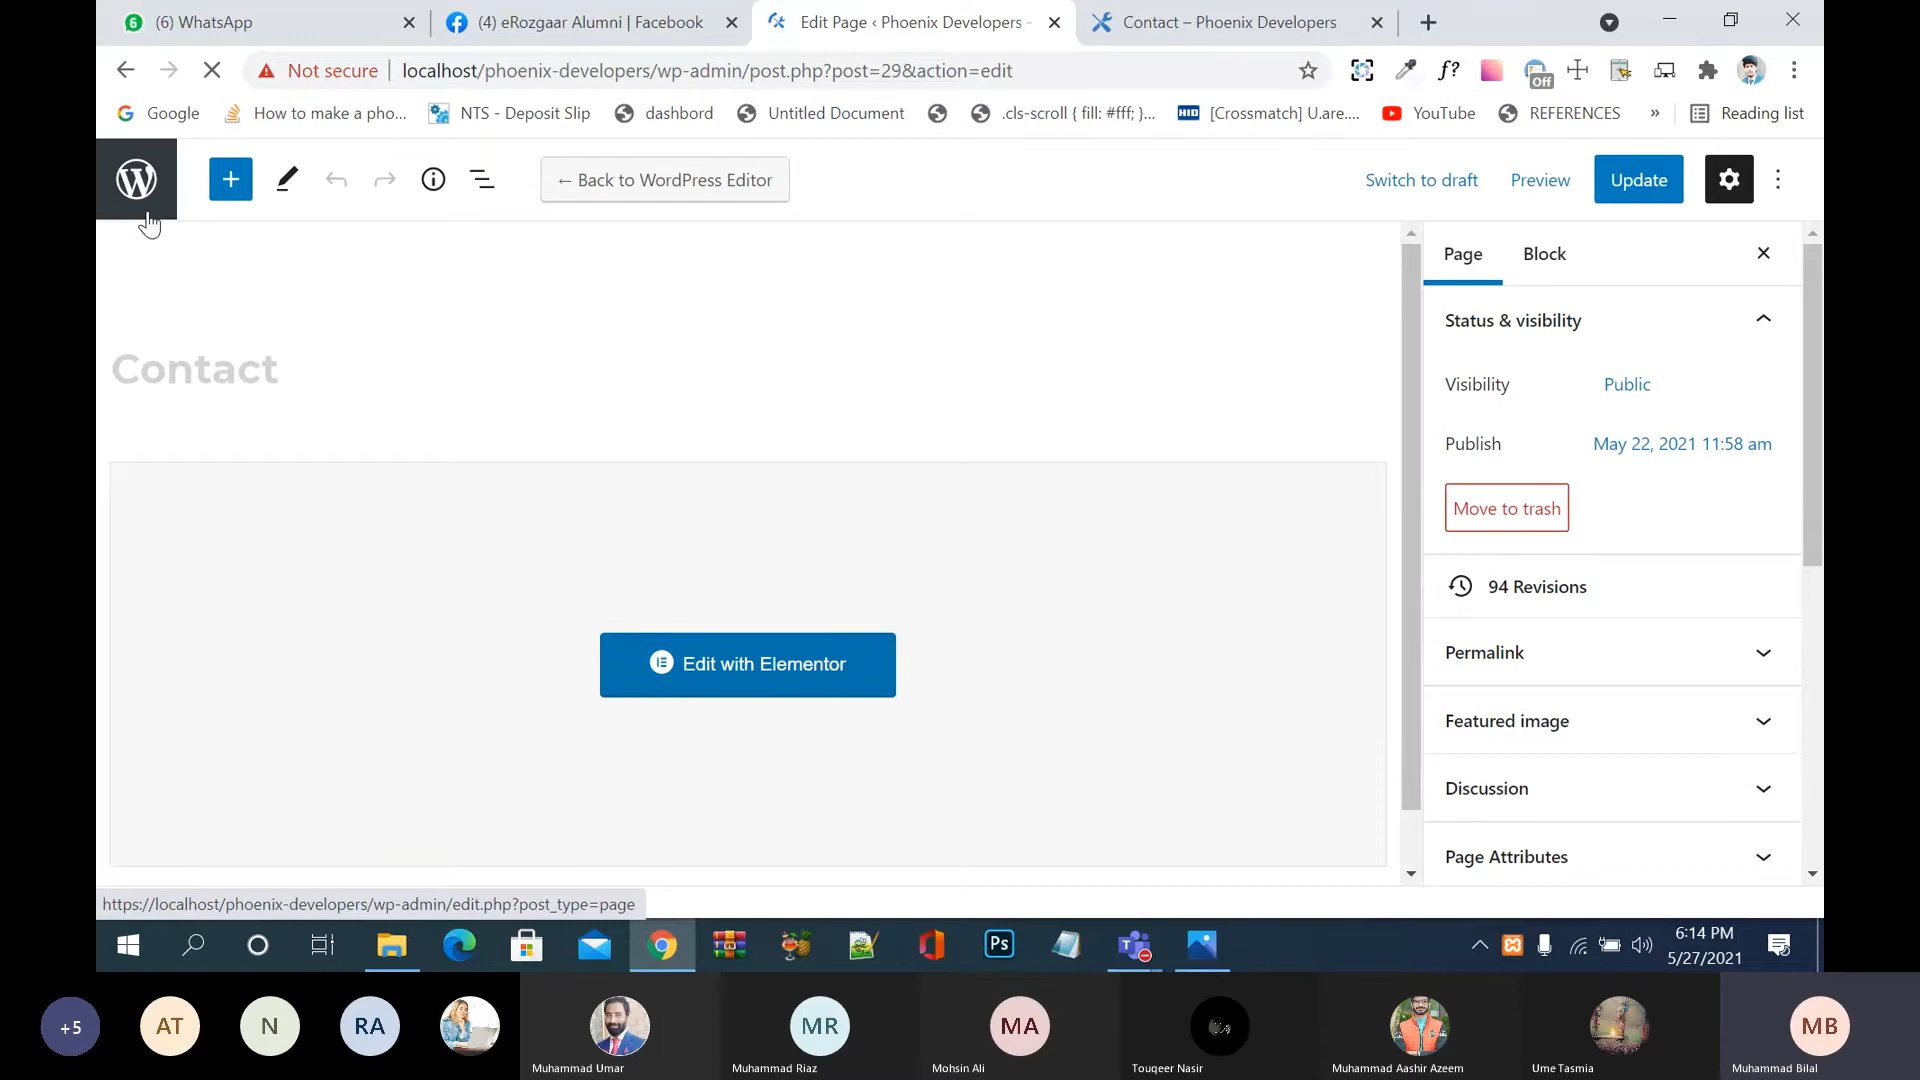 (6) WhatsApp
(4) eRozgaar Alumni | Facebook
Edit Page ‹ Phoenix Developers -
Contact – Phoenix Developers
Not secure
localhost/phoenix-developers/wp-admin/post.php?post=29&action=edit
f?
Off
Google
How to make a pho...
NTS - Deposit Slip
dashbord
Untitled Document
.cls-scroll { fill: #fff; }...
HID
[Crossmatch] U.are....
YouTube
REFERENCES
»
Reading list
← Back to WordPress Editor
Switch to draft
Preview
Update
Page
Block
Contact
Status & visibility
Visibility
Public
Publish
May 22, 2021 11:58 am
Move to trash
94 Revisions
Edit with Elementor
Permalink
Featured image
Discussion
Page Attributes
https://localhost/phoenix-developers/wp-admin/edit.php?post_type=page
Ps
6:14 PM
5/27/2021
+5
AT
N
RA
MR
MA
MB
Muhammad Umar
Muhammad Riaz
Mohsin Ali
Touqeer Nasir
Muhammad Aashir Azeem
Ume Tasmia
Muhammad Bilal